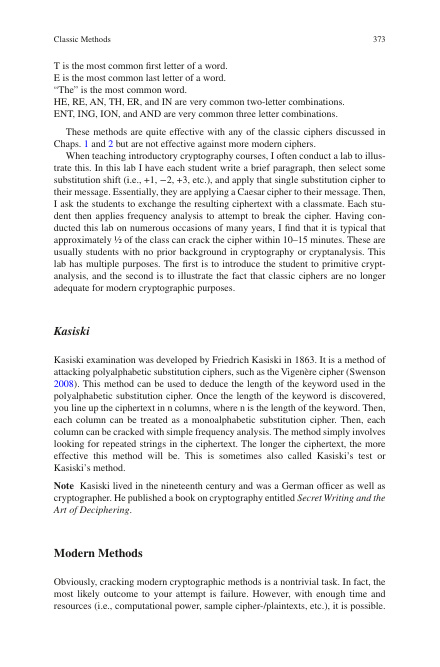 Classic Methods 373
T is the most common first letter of a word.
E is the most common last letter of a word.
“The” is the most common word.
HE, RE, AN, TH, ER, and IN are very common two-letter combinations.
ENT, ING, ION, and AND are very common three letter combinations.
These methods are quite effective with any of the classic ciphers discussed in
Chaps. 1 and 2 but are not effective against more modern ciphers.
When teaching introductory cryptography courses, I often conduct a lab to illus-
trate this. In this lab I have each student write a brief paragraph, then select some
substitution shift (i.e., +1, −2, +3, etc.), and apply that single substitution cipher to
their message. Essentially, they are applying a Caesar cipher to their message. Then,
I ask the students to exchange the resulting ciphertext with a classmate. Each stu-
dent then applies frequency analysis to attempt to break the cipher. Having con-
ducted this lab on numerous occasions of many years, I find that it is typical that
approximately ½ of the class can crack the cipher within 10–15 minutes. These are
usually students with no prior background in cryptography or cryptanalysis. This
lab has multiple purposes. The first is to introduce the student to primitive crypt-
analysis, and the second is to illustrate the fact that classic ciphers are no longer
adequate for modern cryptographic purposes.
Kasiski
Kasiski examination was developed by Friedrich Kasiski in 1863. It is a method of
attacking polyalphabetic substitution ciphers, such as the Vigenère cipher (Swenson
2008). This method can be used to deduce the length of the keyword used in the
polyalphabetic substitution cipher. Once the length of the keyword is discovered,
you line up the ciphertext in n columns, where n is the length of the keyword. Then,
each column can be treated as a monoalphabetic substitution cipher. Then, each
column can be cracked with simple frequency analysis. The method simply involves
looking for repeated strings in the ciphertext. The longer the ciphertext, the more
effective this method will be. This is sometimes also called Kasiski’s test or
Kasiski’s method.
Note Kasiski lived in the nineteenth century and was a German officer as well as
cryptographer. He published a book on cryptography entitled Secret Writing and the
Art of Deciphering.
Modern Methods
Obviously, cracking modern cryptographic methods is a nontrivial task. In fact, the
most likely outcome to your attempt is failure. However, with enough time and
resources (i.e., computational power, sample cipher-/plaintexts, etc.), it is possible.